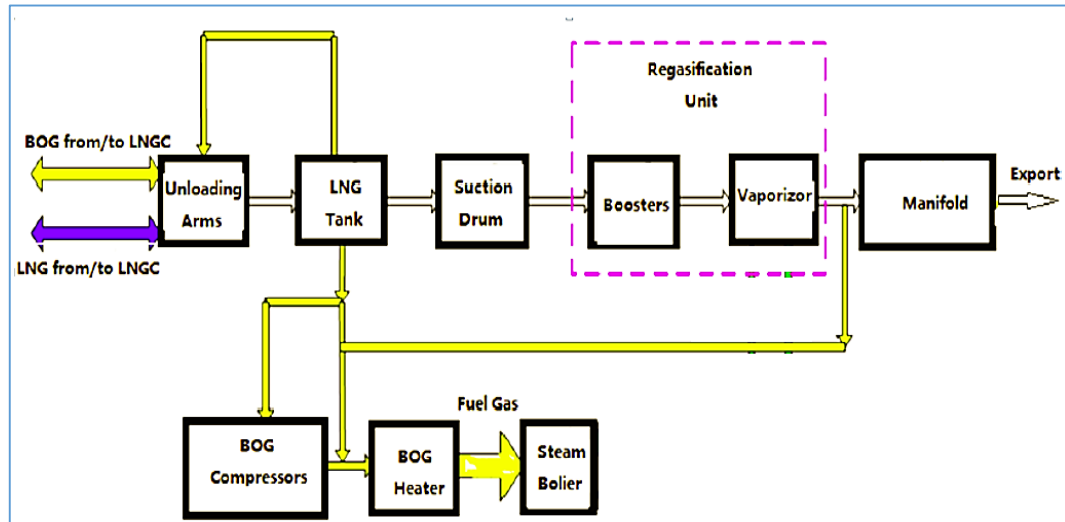 Regasification
Unit
BOG from/to LNGC
Unloading
Arms
LNG
Tank
Suction
Drum
Boosters
Vaporizor
Manifold
Export
LNG from/to LNGC
Fuel Gas
BOG
Compressors
BOG
Heater
Steam
Bolier